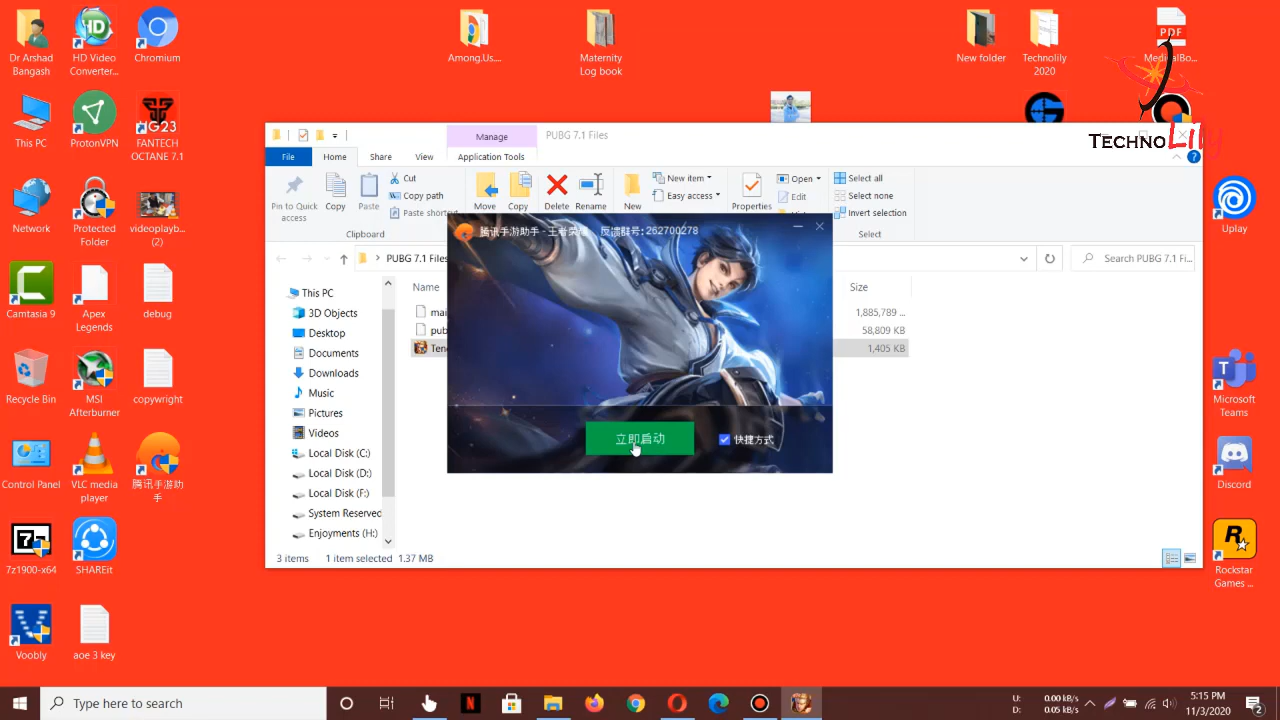 Dr Arshad
Bangash
HD Video
Converter...
Chromium
Among.Us....
Maternity
Log book
New folder
Technolily
2020
PDF
MedicalBo...
TECHNOLILY
This PC
ProtonVPN
HG23
FANTECH
OCTANE 7.1
Network
Protected
Folder
videoplayb...
(2)
Camtasia 9
Apex
Legends
debug
Recycle Bin
MSI
Afterburner
copywright
Control Panel
VLC media
player
腾讯手游助
手
7z1900-x64
SHAREit
Voobly
aoe 3 key
Uplay
Microsoft
Teams
Discord
Rockstar
Games ...
Manage
PUBG 7.1 Files
File
Home
Share
View
Application Tools
Pin to Quick
access
Copy
Paste
Cut
Copy path
Paste shortcu
Clipboard
Move
Copy
Delete
Rename
New
New item
Easy access
Properties
Open
Edit
Select all
Select none
Invert selection
Select
PUBG 7.1 Files
Search PUBG 7.1 Fi...
This PC
3D Objects
Desktop
Documents
Downloads
Music
Pictures
Videos
Local Disk (C:)
Local Disk (D:)
Local Disk (F:)
System Reserved
Enjoyments (H:)
Name
Size
mai
1,885,789 ...
pub
58,809 KB
Tenc
1,405 KB
腾讯手游助手 - 王者荣耀 反馈群号:262700278
立即启动
快捷方式
3 items
1 item selected 1.37 MB
Type here to search
U: 0.00 kB/s
D: 0.05 kB/s
5:15 PM
11/3/2020
2